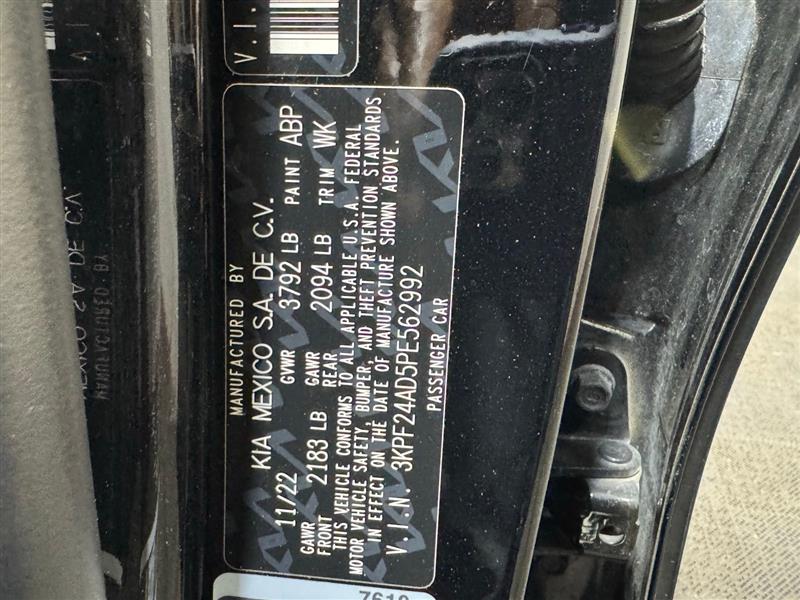 MANUFACTURED BY
KIA MEXICO S.A. DE C.V.
11/22 GVWR 3792 LB PAINT ABP
GAWR FRONT 2183 LB GAWR REAR 2094 LB TRIM WK
THIS VEHICLE CONFORMS TO ALL APPLICABLE U.S.A. FEDERAL
MOTOR VEHICLE SAFETY, BUMPER, AND THEFT PREVENTION STANDARDS
IN EFFECT ON THE DATE OF MANUFACTURE SHOWN ABOVE.
V.I.N. 3KPF24AD5PE562992
PASSENGER CAR
V.I.
7610